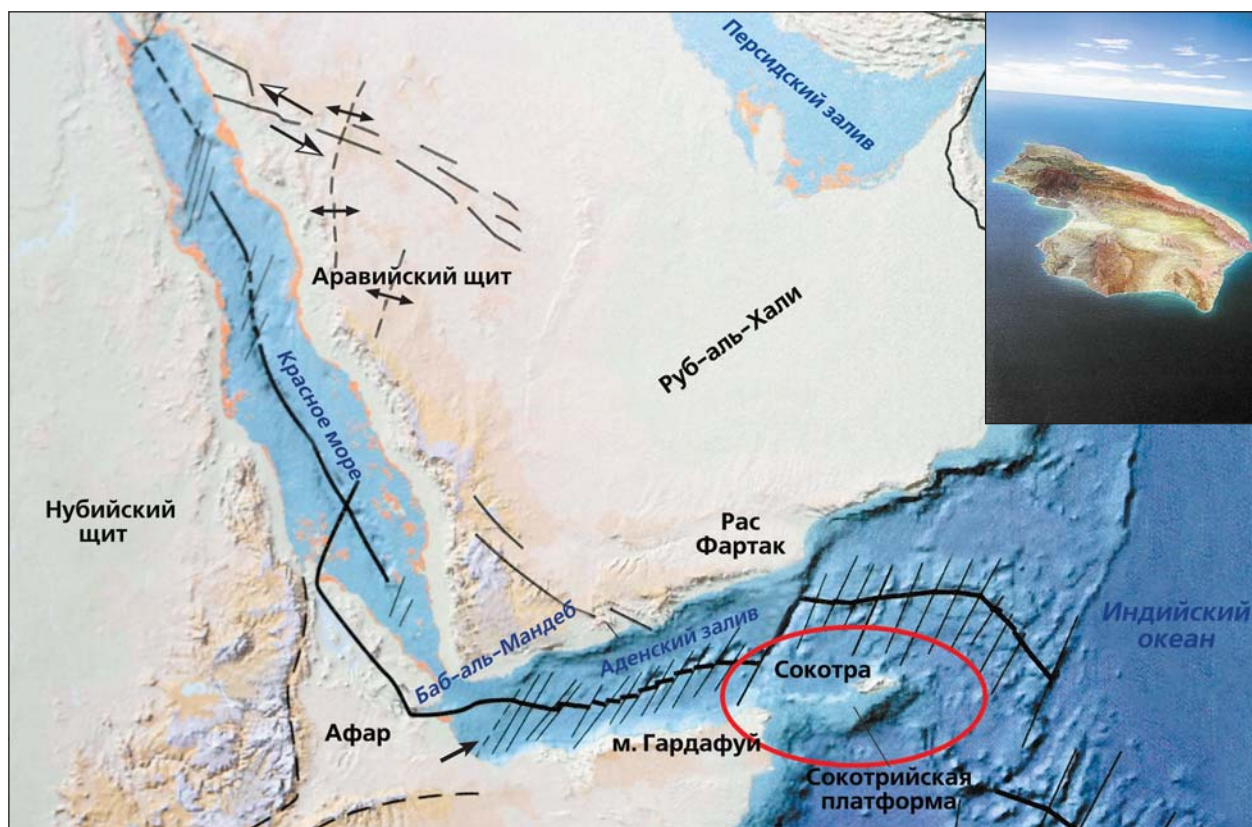 Персидский залив
Аравийский щит
Руб-аль-Хали
Красное море
Нубийский
щит
Рас
Фартак
Баб-аль-Мандеб
Аденский залив
Индийский
океан
Сокотра
Афар
м. Гардафуй
Сокотрийская
платформа